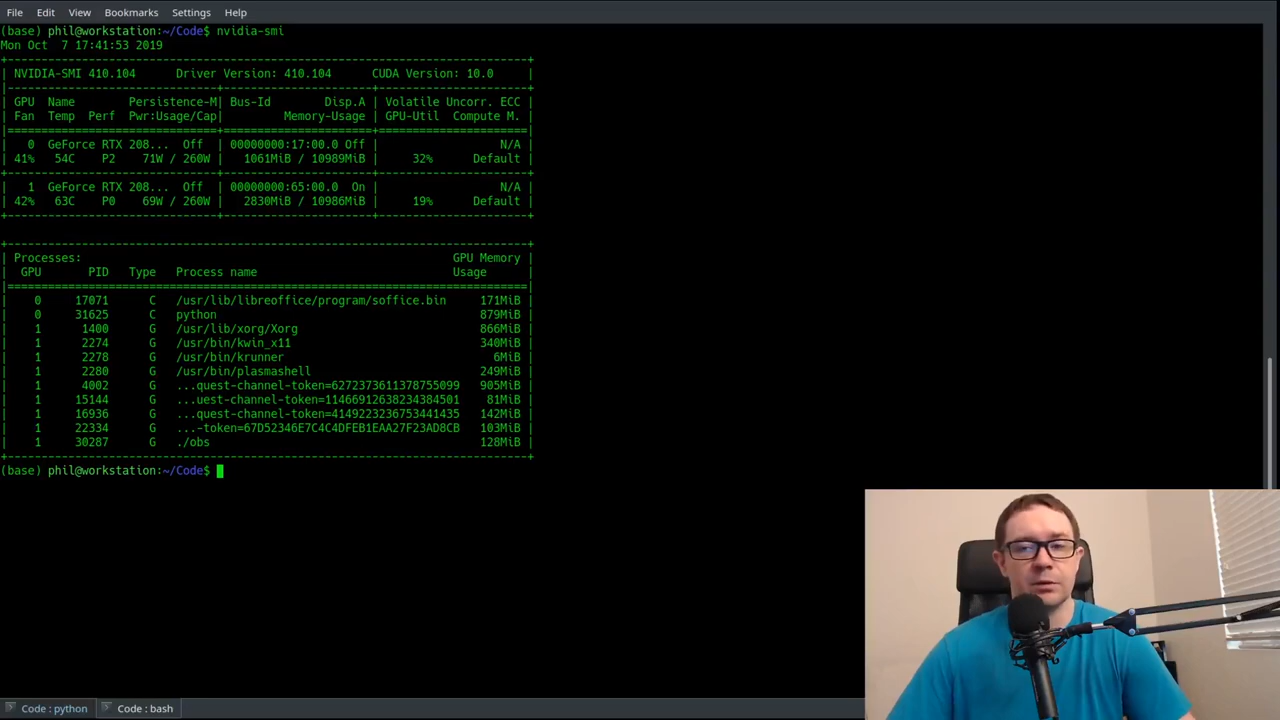 File Edit View Bookmarks Settings Help
(base) phil@workstation:~/Code$ nvidia-smi
Mon Oct  7 17:41:53 2019
+-----------------------------------------------------------------------------+
| NVIDIA-SMI 410.104      Driver Version: 410.104      CUDA Version: 10.0     |
|-------------------------------+----------------------+----------------------+
| GPU  Name        Persistence-M| Bus-Id        Disp.A | Volatile Uncorr. ECC |
| Fan  Temp  Perf  Pwr:Usage/Cap|         Memory-Usage | GPU-Util  Compute M. |
|===============================+======================+======================|
|   0  GeForce RTX 208...  Off  | 00000000:17:00.0 Off |                  N/A |
| 41%   54C    P2    71W / 260W |   1061MiB / 10989MiB |     32%      Default |
+-------------------------------+----------------------+----------------------+
|   1  GeForce RTX 208...  Off  | 00000000:65:00.0  On |                  N/A |
| 42%   63C    P0    69W / 260W |   2830MiB / 10986MiB |     19%      Default |
+-------------------------------+----------------------+----------------------+
+-----------------------------------------------------------------------------+
| Processes:                                                       GPU Memory |
|  GPU       PID   Type   Process name                             Usage      |
|=============================================================================|
|    0     17071      C   /usr/lib/libreoffice/program/soffice.bin     171MiB |
|    0     31625      C   python                                       879MiB |
|    1      1400      G   /usr/lib/xorg/Xorg                           866MiB |
|    1      2274      G   /usr/bin/kwin_x11                            340MiB |
|    1      2278      G   /usr/bin/krunner                               6MiB |
|    1      2280      G   /usr/bin/plasmashell                         249MiB |
|    1      4002      G   ...quest-channel-token=6272373611378755099   905MiB |
|    1     15144      G   ...uest-channel-token=11466912638234384501    81MiB |
|    1     16936      G   ...quest-channel-token=4149223236753441435   142MiB |
|    1     22334      G   ...-token=67D52346E7C4C4DFEB1EAA27F23AD8CB   103MiB |
|    1     30287      G   ./obs                                        128MiB |
+-----------------------------------------------------------------------------+
(base) phil@workstation:~/Code$
Code : python Code : bash